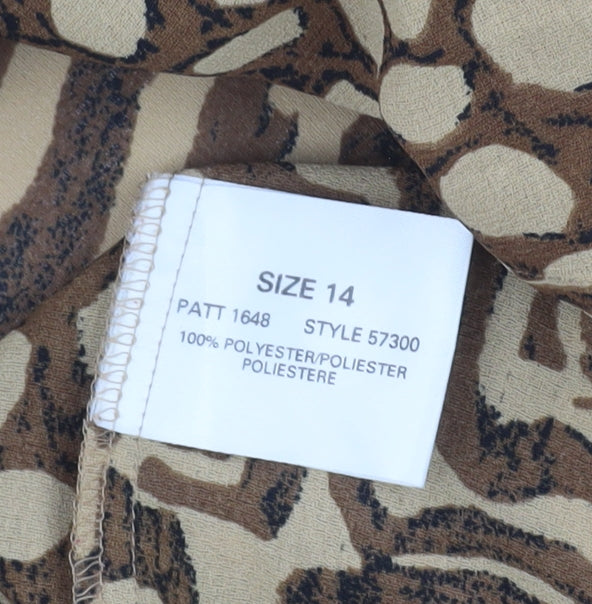 SIZE 14
PATT 1648 STYLE 57300
100% POLYESTER/POLIESTER
POLIESTERE